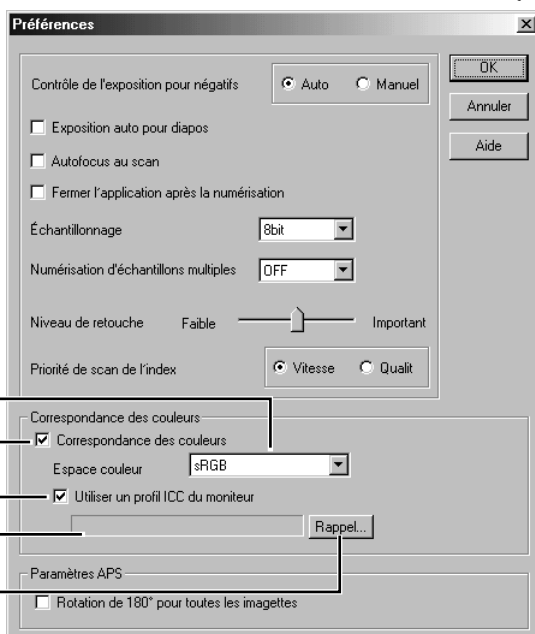 Préférences
OK
Contrôle de l'exposition pour négatifs Auto Manuel
Annuler
Exposition auto pour diapos
Aide
Autofocus au scan
Fermer l'application après la numérisation
Échantillonnage 8bit
Numérisation d'échantillons multiples OFF
Niveau de retouche Faible Important
Priorité de scan de l'index Vitesse Qualit
Correspondance des couleurs
Correspondance des couleurs
Espace couleur sRGB
Utiliser un profil ICC du moniteur
Rappel...
Paramètres APS
Rotation de 180° pour toutes les imagettes